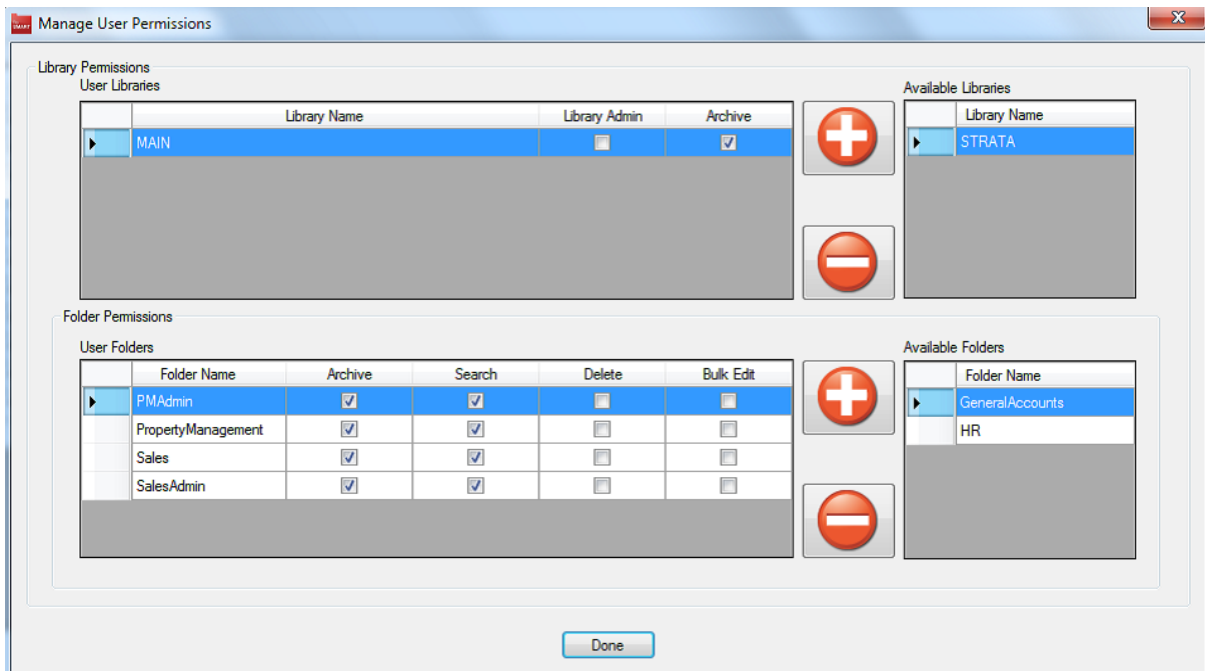 Manage User Permissions
Library Permissions
User Libraries
Available Libraries
Library Name Library Admin Archive
Library Name
MAIN
STRATA
Folder Permissions
User Folders
Available Folders
Folder Name Archive Search Delete Bulk Edit
Folder Name
PMAdmin
GeneralAccounts
PropertyManagement
HR
Sales
SalesAdmin
Done